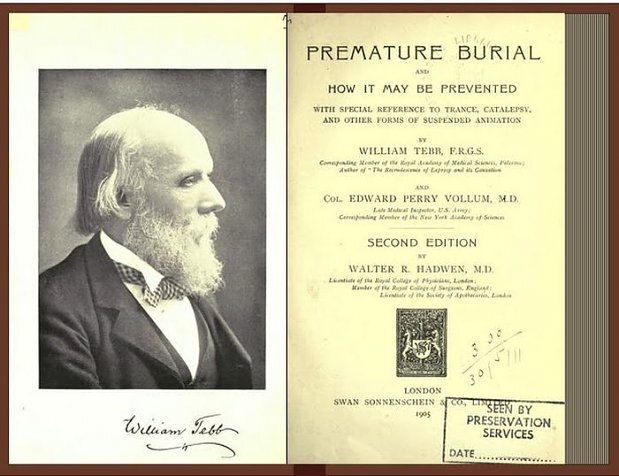 William Tebb
PREMATURE BURIAL
AND
HOW IT MAY BE PREVENTED
WITH SPECIAL REFERENCE TO TRANCE, CATALEPSY,
AND OTHER FORMS OF SUSPENDED ANIMATION
BY
WILLIAM TEBB, F.R.G.S.
Corresponding Member of the Royal Academy of Medical Sciences, Palermo;
Author of "The Recrudescence of Leprosy and its Causation
AND
COL. EDWARD PERRY VOLLUM, M.D.
Late Medical Inspector, U.S. Army;
Corresponding Member of the New York Academy of Sciences
SECOND EDITION
BY
WALTER R. HADWEN, M.D.
Licentiate of the Royal College of Physicians, London;
Member of the Royal College of Surgeons, England;
Licentiate of the Society of Apothecaries, London
300
30/5/11
LONDON
SWAN SONNENSCHEIN & CO., LIMITED
1905
SEEN BY
PRESERVATION
SERVICES
DATE